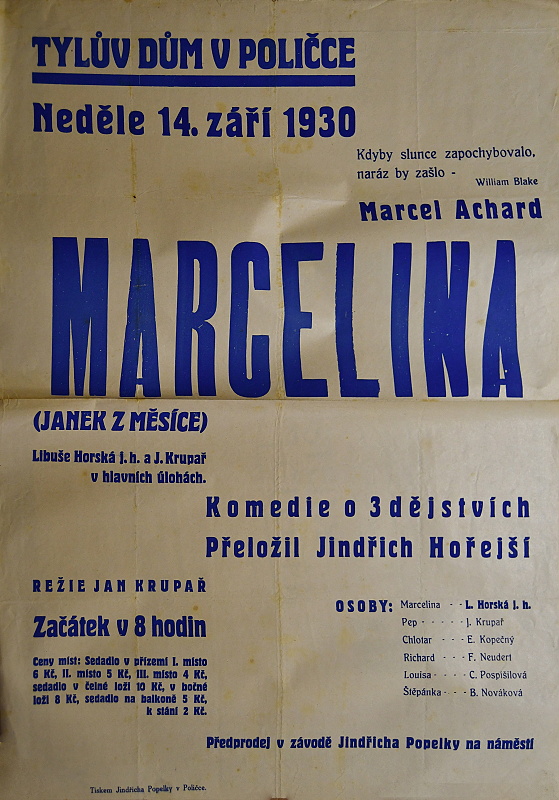 TYLŮV DŮM V POLIČCE
Neděle 14. září 1930
Kdyby slunce zapochybovalo,
naráz by zašlo -
William Blake
Marcel Achard
MARCELINA
(JANEK Z MĚSÍCE)
Libuše Horská j. h. a J. Krupař
v hlavních úlohách.
Komedie o 3 dějstvích
Přeložil Jindřich Hořejší
REŽIE JAN KRUPAŘ
Začátek v 8 hodin
Ceny míst: Sedadlo v přízemí I. místo
6 Kč, II. místo 5 Kč, III. místo 4 Kč,
sedadlo v čelné loži 10 Kč, v bočné
loži 8 Kč, sedadlo na balkoně 5 Kč,
k stání 2 Kč.
OSOBY: Marcelina - - L. Horská j. h.
Pep - - - - - J. Krupař
Chlotar - - - E. Kopečný
Richard - - F. Neudert
Louisa - - - C. Pospíšilová
Štěpánka - - - B. Nováková
Předprodej v závodě Jindřicha Popelky na náměstí
Tiskem Jindřicha Popelky v Poličce.